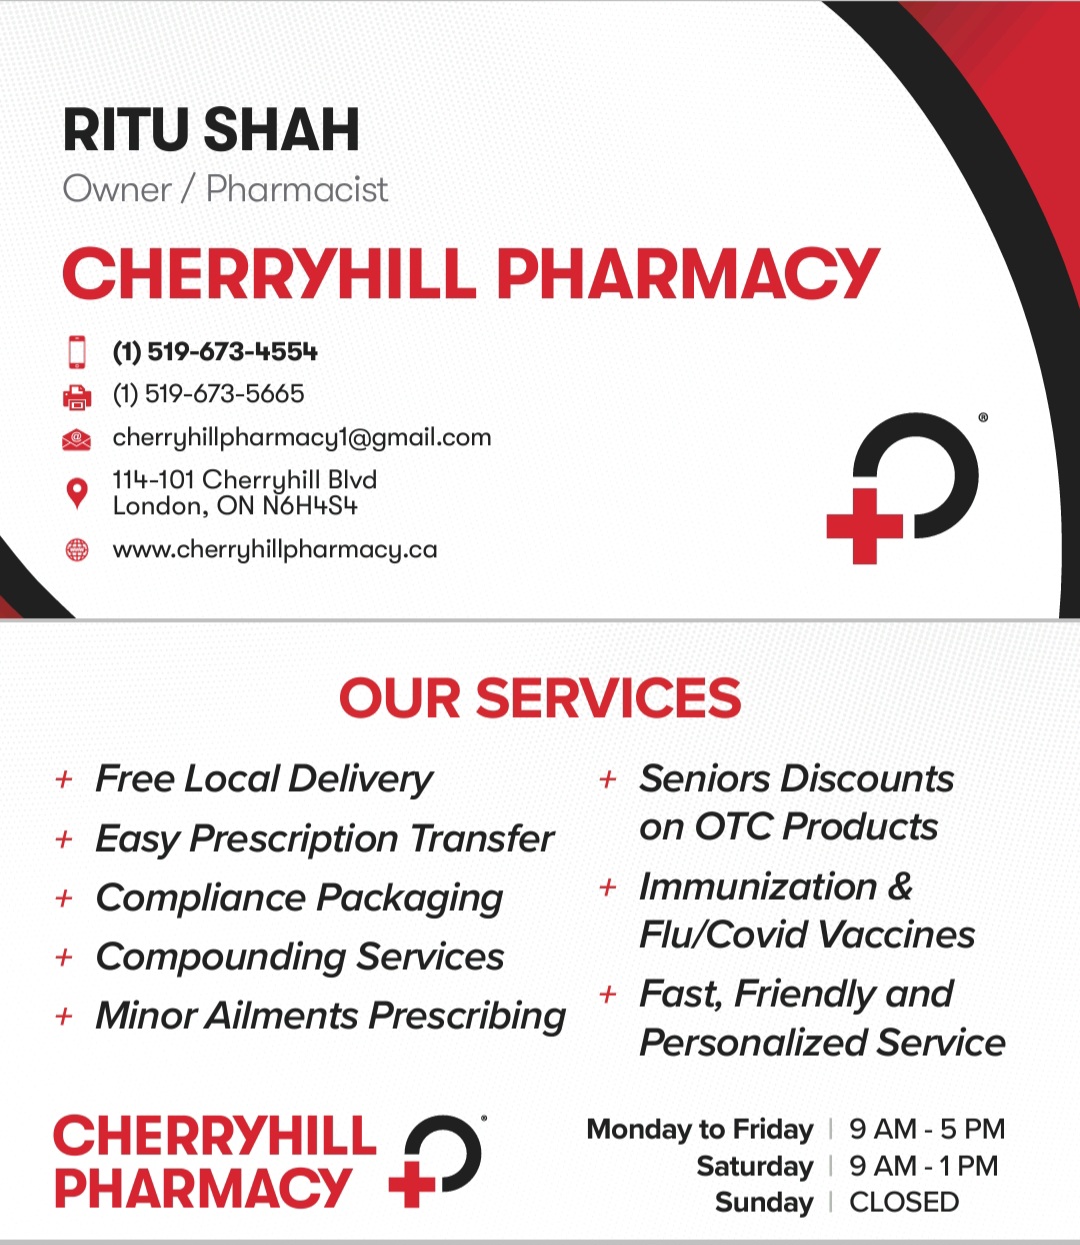 RITU SHAH
Owner / Pharmacist
CHERRYHILL PHARMACY
(1) 519-673-4554
(1) 519-673-5665
cherryhillpharmacy1@gmail.com
114-101 Cherryhill Blvd
London, ON N6H4S4
www.cherryhillpharmacy.ca
®
OUR SERVICES
+ Free Local Delivery
+ Easy Prescription Transfer
+ Compliance Packaging
+ Compounding Services
+ Minor Ailments Prescribing
+ Seniors Discounts
on OTC Products
+ Immunization &
Flu/Covid Vaccines
+ Fast, Friendly and
Personalized Service
CHERRYHILL
PHARMACY
®
Monday to Friday | 9 AM - 5 PM
Saturday | 9 AM - 1 PM
Sunday | CLOSED